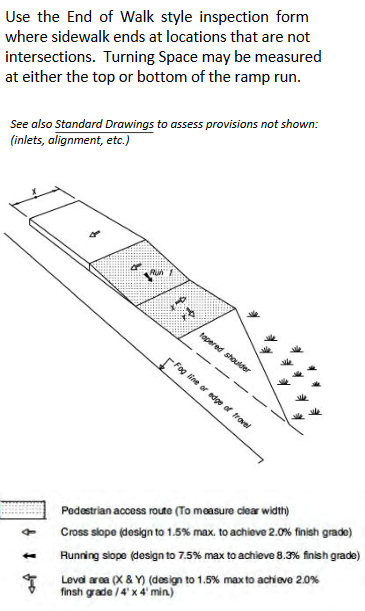 Use the End of Walk style inspection form
where sidewalk ends at locations that are not
intersections. Turning Space may be measured
at either the top or bottom of the ramp run.
See also Standard Drawings to assess provisions not shown:
(inlets, alignment, etc.)
X
Run 1
X
Y
tapered shoulder
Fog line or edge of travel
Pedestrian access route (To measure clear width)
Cross slope (design to 1.5% max. to achieve 2.0% finish grade)
Running slope (design to 7.5% max to achieve 8.3% finish grade)
Level area (X & Y) (design to 1.5% max to achieve 2.0%
finsh grade / 4' x 4' min.)